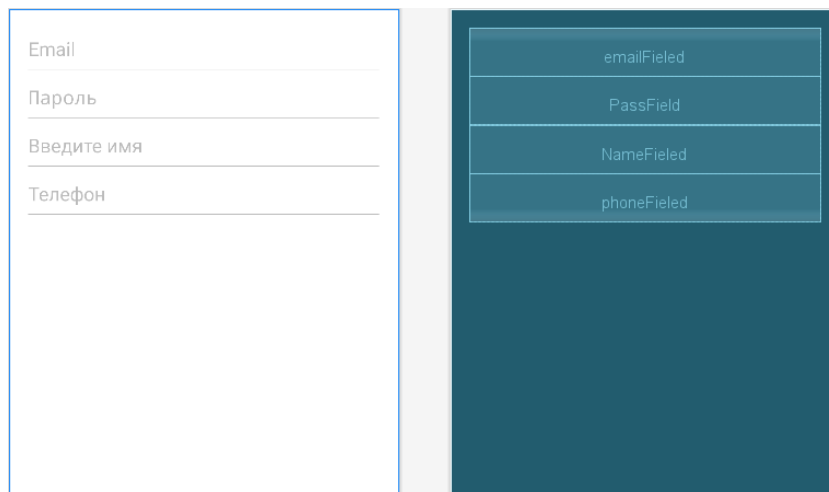 Email
Пароль
Введите имя
Телефон
emailFieled
PassField
NameFieled
phoneFieled